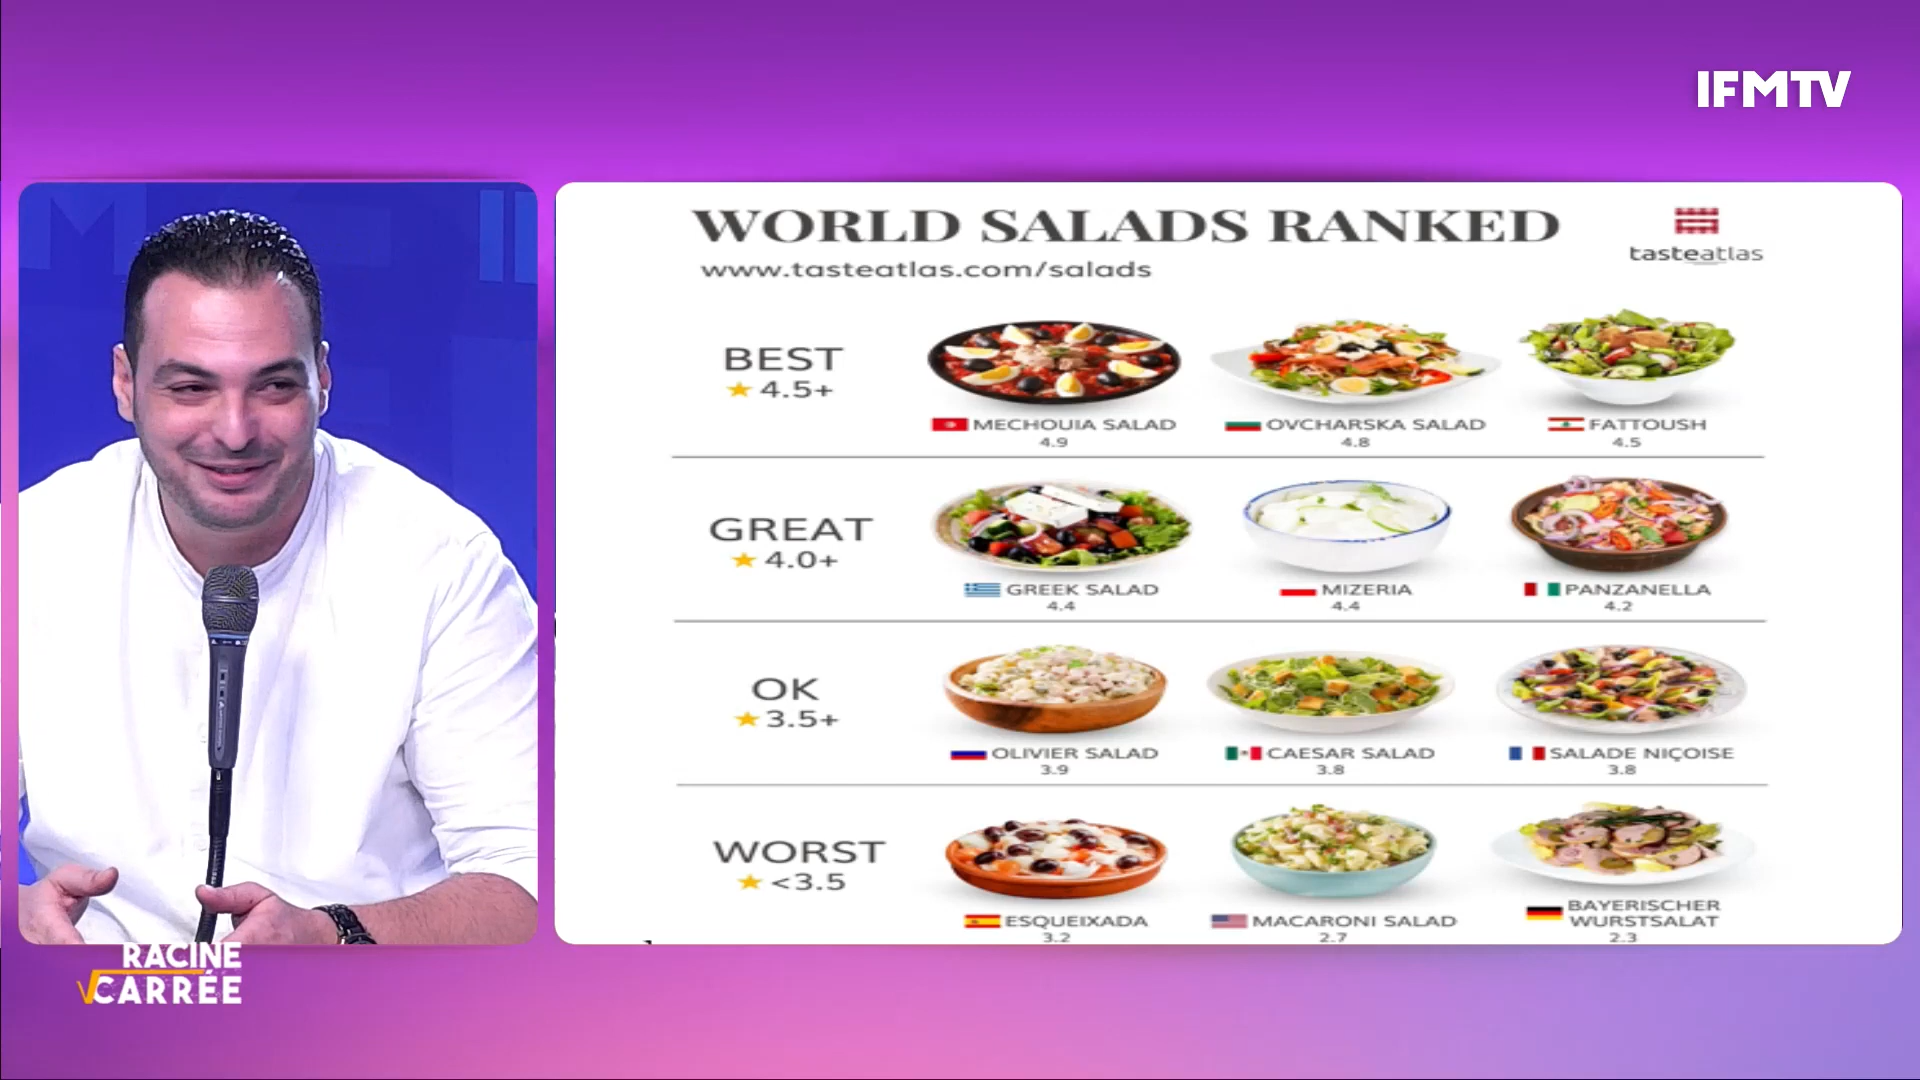 IFMTV
WORLD SALADS RANKED
tasteatlas
www.tasteatlas.com/salads
BEST
4.5+
MECHOUIA SALAD
4.9
OVCHARSKA SALAD
4.8
FATTOUSH
4.5
GREAT
4.0+
GREEK SALAD
4.4
MIZERIA
4.4
PANZANELLA
4.2
OK
3.5+
OLIVIER SALAD
3.9
CAESAR SALAD
3.8
SALADE NIÇOISE
3.8
WORST
<3.5
ESQUEIXADA
3.2
MACARONI SALAD
2.7
BAYERISCHER
WURSTSALAT
2.3
RACINE
CARRÉE